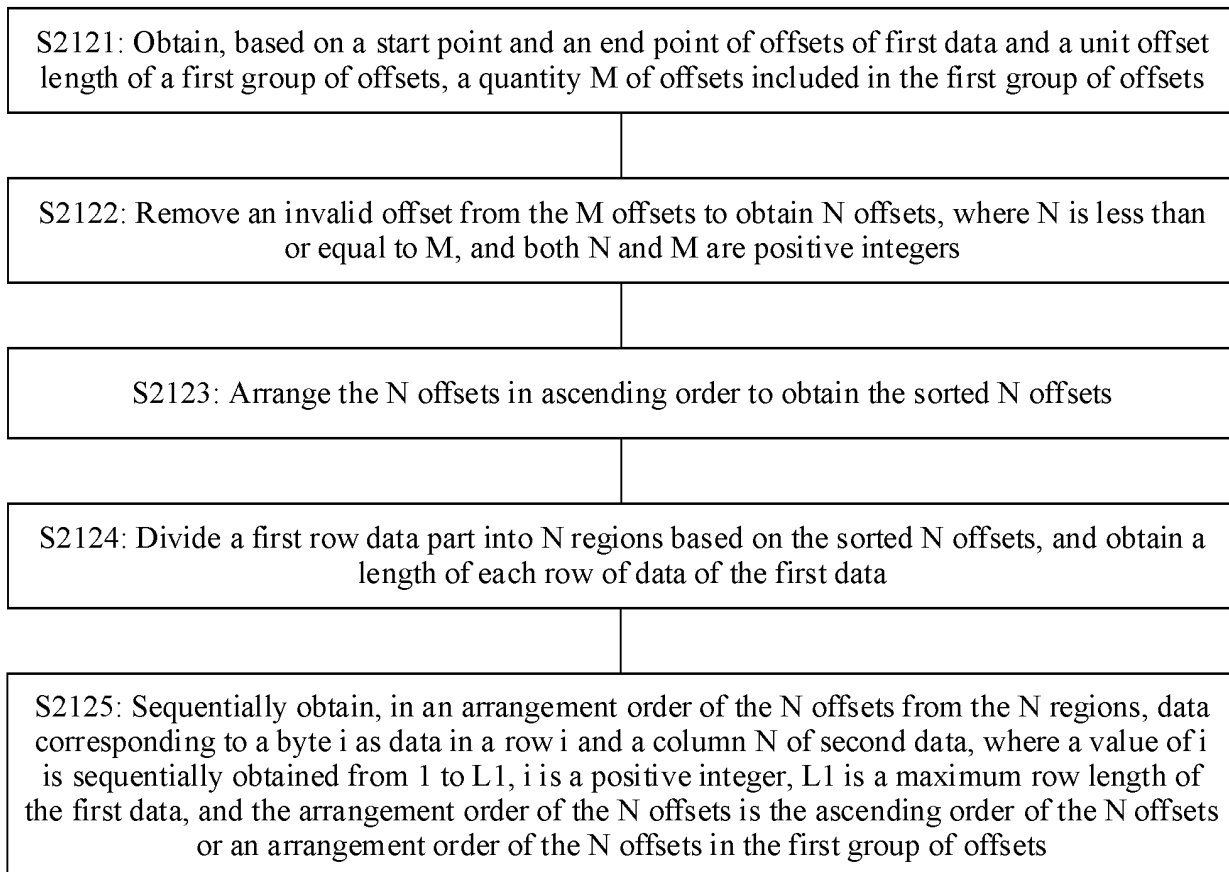 S2121: Obtain, based on a start point and an end point of offsets of first data and a unit offset
length of a first group of offsets, a quantity M of offsets included in the first group of offsets
S2122: Remove an invalid offset from the M offsets to obtain N offsets, where N is less than
or equal to M, and both N and M are positive integers
S2123: Arrange the N offsets in ascending order to obtain the sorted N offsets
S2124: Divide a first row data part into N regions based on the sorted N offsets, and obtain a
length of each row of data of the first data
S2125: Sequentially obtain, in an arrangement order of the N offsets from the N regions, data
corresponding to a byte i as data in a row i and a column N of second data, where a value of i
is sequentially obtained from 1 to L1, i is a positive integer, L1 is a maximum row length of
the first data, and the arrangement order of the N offsets is the ascending order of the N offsets
or an arrangement order of the N offsets in the first group of offsets